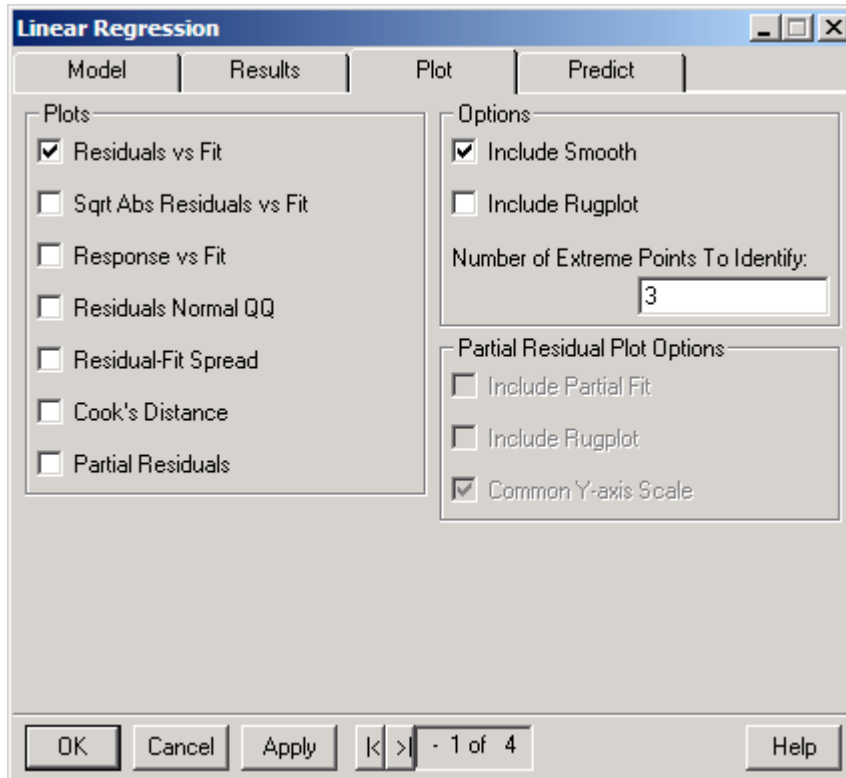 Linear Regression
Model
Results
Plot
Predict
Plots
Residuals vs Fit
Sqrt Abs Residuals vs Fit
Response vs Fit
Residuals Normal QQ
Residual-Fit Spread
Cook's Distance
Partial Residuals
Options
Include Smooth
Include Rugplot
Number of Extreme Points To Identify:
3
Partial Residual Plot Options
Include Partial Fit
Include Rugplot
Common Y-axis Scale
OK
Cancel
Apply
|<
>|
- 1 of 4
Help